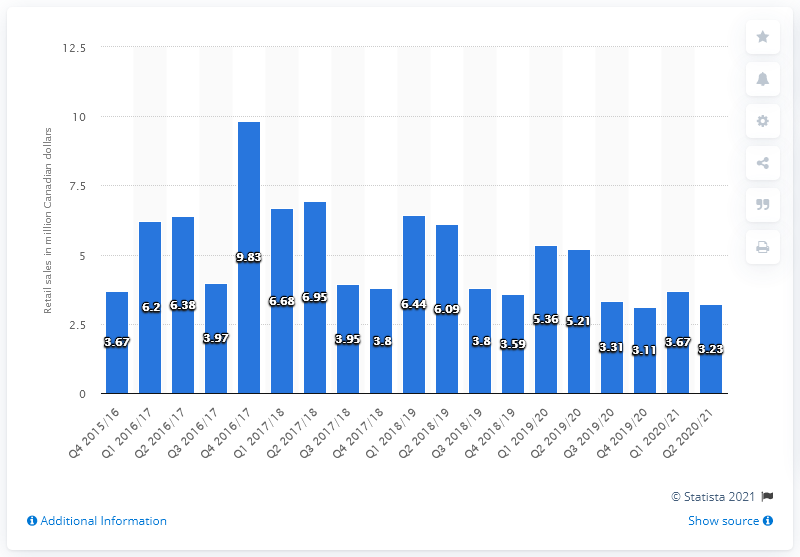 12.5
10
7.5
5
2.5
0
Retail sales in million Canadian dollars
3.67
6.2
6.38
3.97
9.83
6.68
6.95
3.95
3.8
6.44
6.09
3.8
3.59
5.36
5.21
3.31
3.11
3.67
3.23
Q4 2015/16
Q1 2016/17
Q2 2016/17
Q3 2016/17
Q4 2016/17
Q1 2017/18
Q2 2017/18
Q3 2017/18
Q4 2017/18
Q1 2018/19
Q2 2018/19
Q3 2018/19
Q4 2018/19
Q1 2019/20
Q2 2019/20
Q3 2019/20
Q4 2019/20
Q1 2020/21
Q2 2020/21
© Statista 2021
Additional Information
Show source